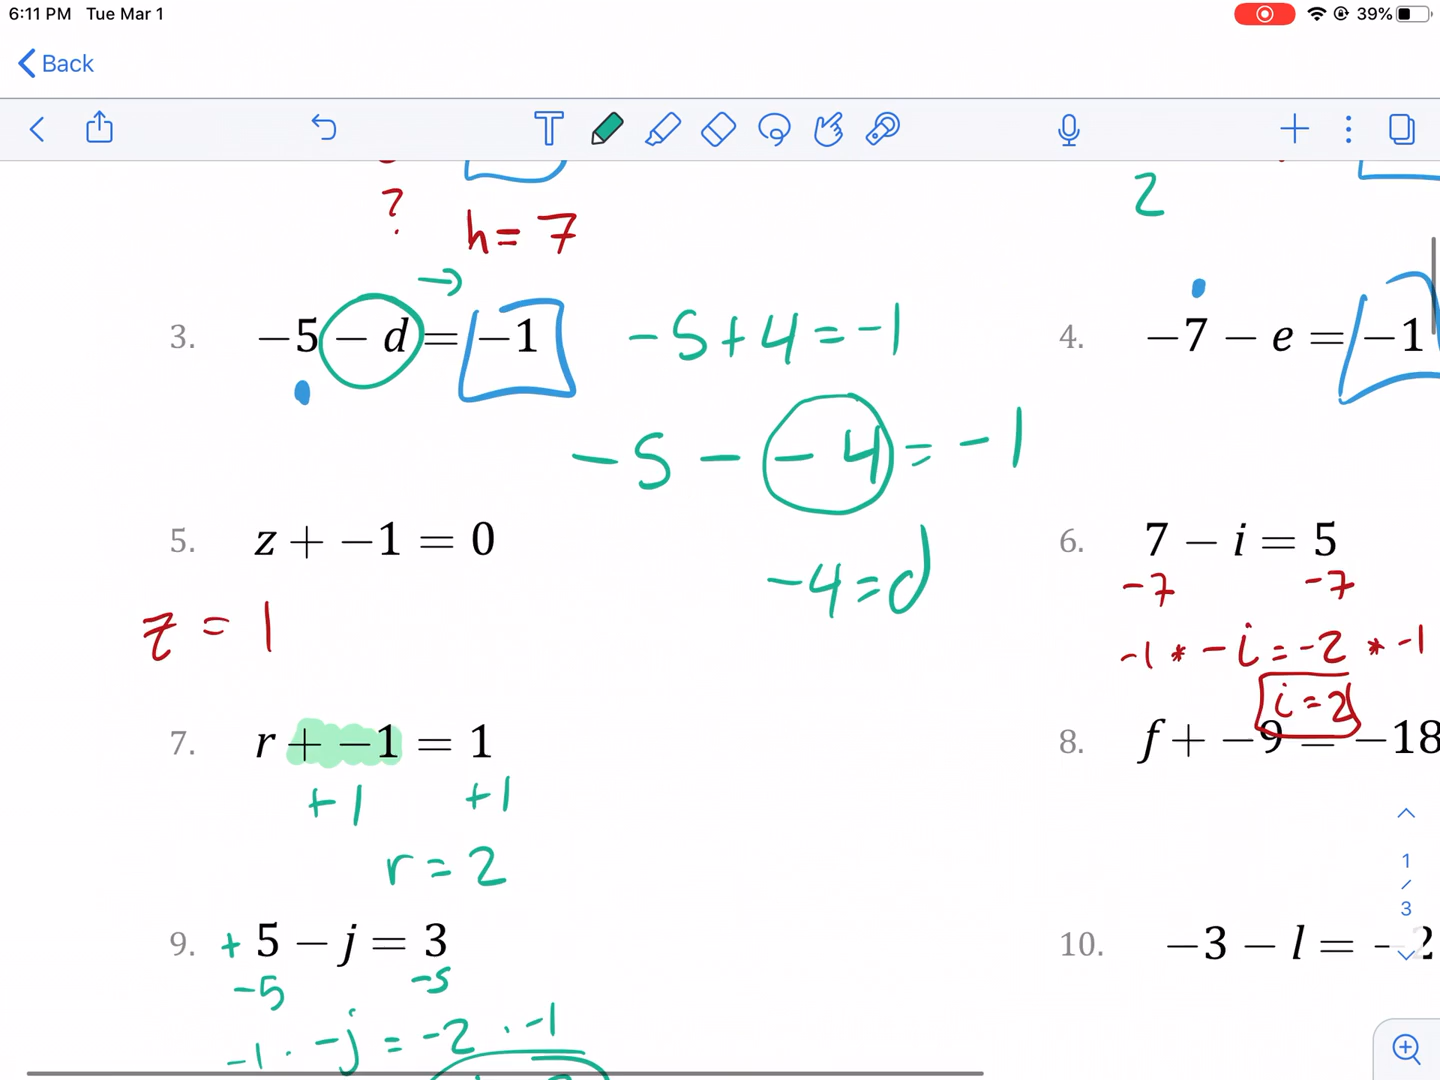 6:11 PM Tue Mar 1
39%
Back
T
?
h = 7
2
3. −5 − d = −1
-5+4=-1
4. −7 − e = −1
-5 - -4 = -1
5. z + −1 = 0
-4=d
z = 1
6. 7 − i = 5
-7 -7
-1 * -i = -2 * -1
i=2
7. r + −1 = 1
+1 +1
r = 2
8. f + −9 = −18
1
/
3
9. + 5 − j = 3
-5 -5
-1 · -j = -2 · -1
10. −3 − l = −2